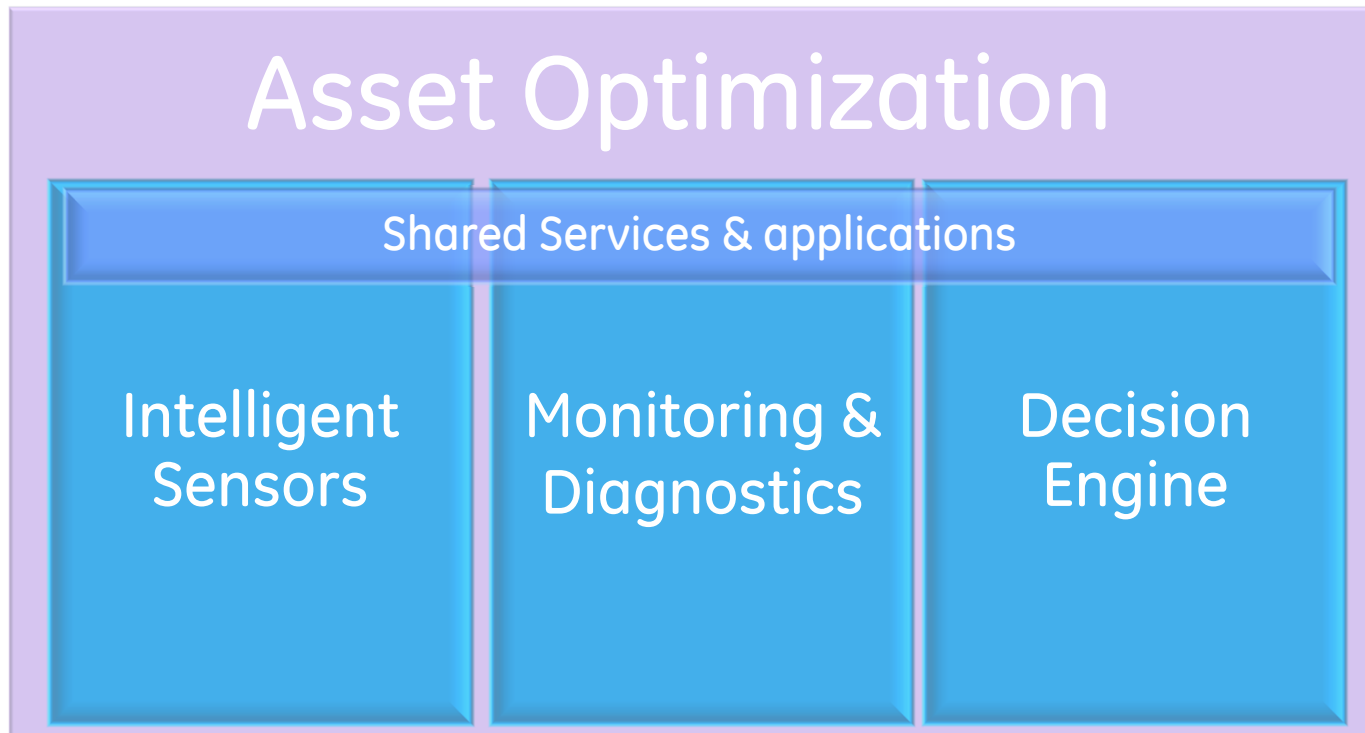 Asset Optimization
Shared Services & applications
Intelligent
Sensors
Monitoring &
Diagnostics
Decision
Engine